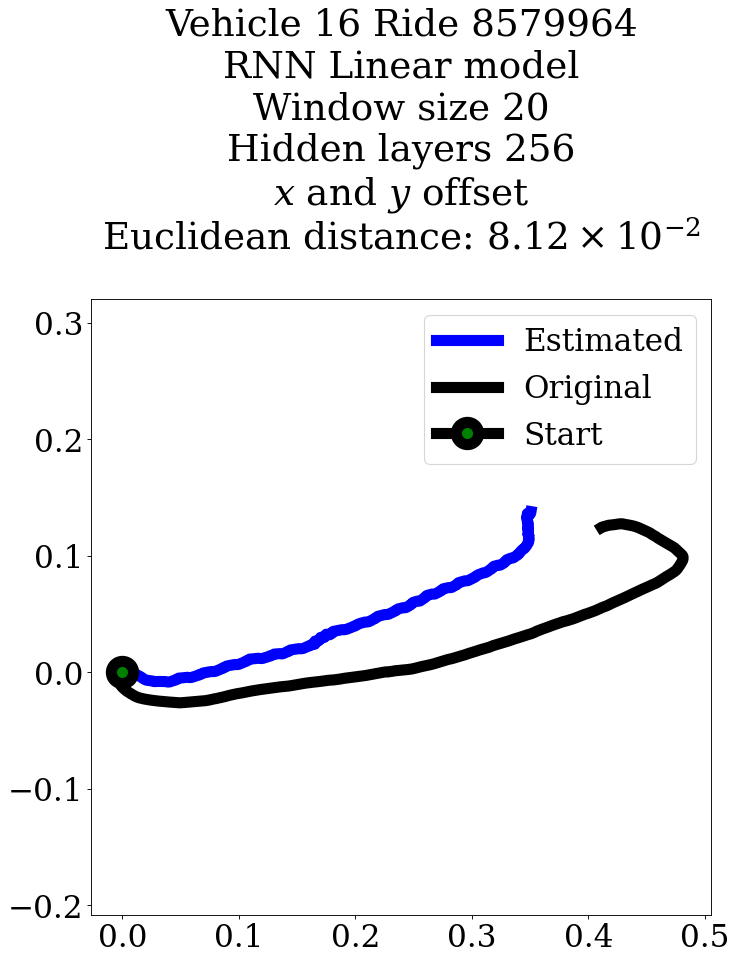 Vehicle 16 Ride 8579964
RNN Linear model
Window size 20
Hidden layers 256
x and y offset
Euclidean distance: 8.12 × 10⁻²
Estimated
Original
Start
0.3
0.2
0.1
0.0
−0.1
−0.2
0.0 0.1 0.2 0.3 0.4 0.5